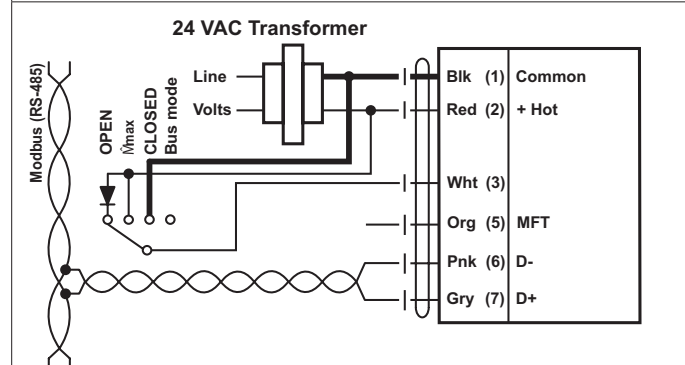 24 VAC Transformer
Modbus (RS-485)
OPEN
V̇max
CLOSED
Bus mode
Line
Volts
Blk (1) Common
Red (2) + Hot
Wht (3)
Org (5) MFT
Pnk (6) D-
Gry (7) D+